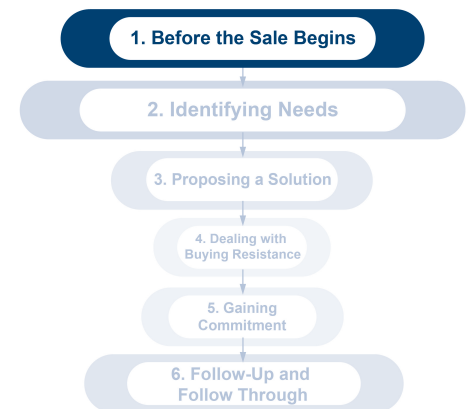 1. Before the Sale Begins
2. Identifying Needs
3. Proposing a Solution
4. Dealing with
Buying Resistance
5. Gaining
Commitment
6. Follow-Up and
Follow Through